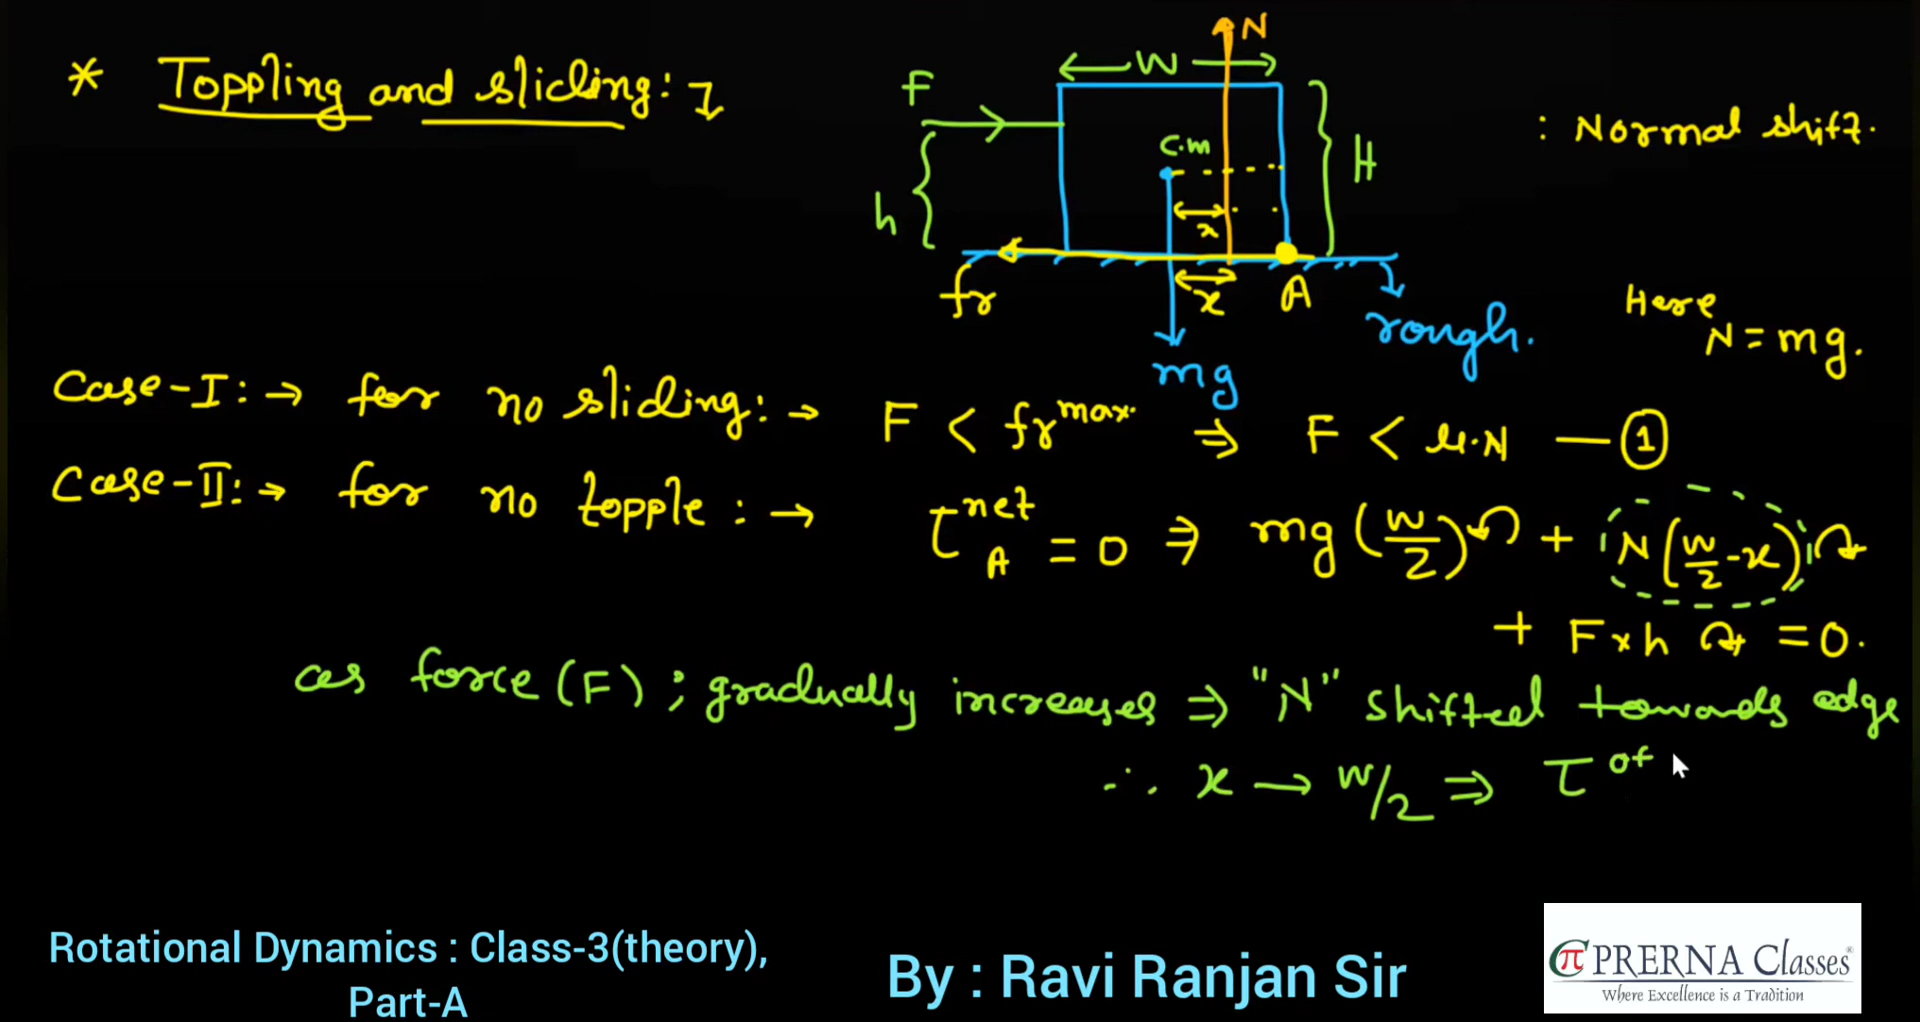 * Toppling and sliding:
N
W
F
: Normal shift.
C.m
H
h
x
fr
x
A
rough.
Here
N = mg.
mg
Case-I: → for no sliding: → F < fr^max. ⇒ F < μ.N — ①
Case-II: → for no topple: → τ_A^net = 0 ⇒ mg (w/2)↶ + N (w/2 - x) ↷
+ F×h ↷ = 0.
as force (F) ; gradually increases ⇒ "N" shifted towards edge
∴ x → w/2 ⇒ τ of
Rotational Dynamics : Class-3(theory),
Part-A
By : Ravi Ranjan Sir
π PRERNA Classes®
Where Excellence is a Tradition